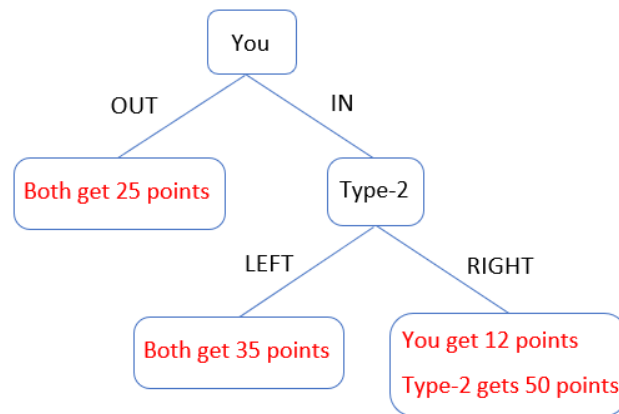 You
OUT
IN
Both get 25 points
Type-2
LEFT
RIGHT
Both get 35 points
You get 12 points
Type-2 gets 50 points